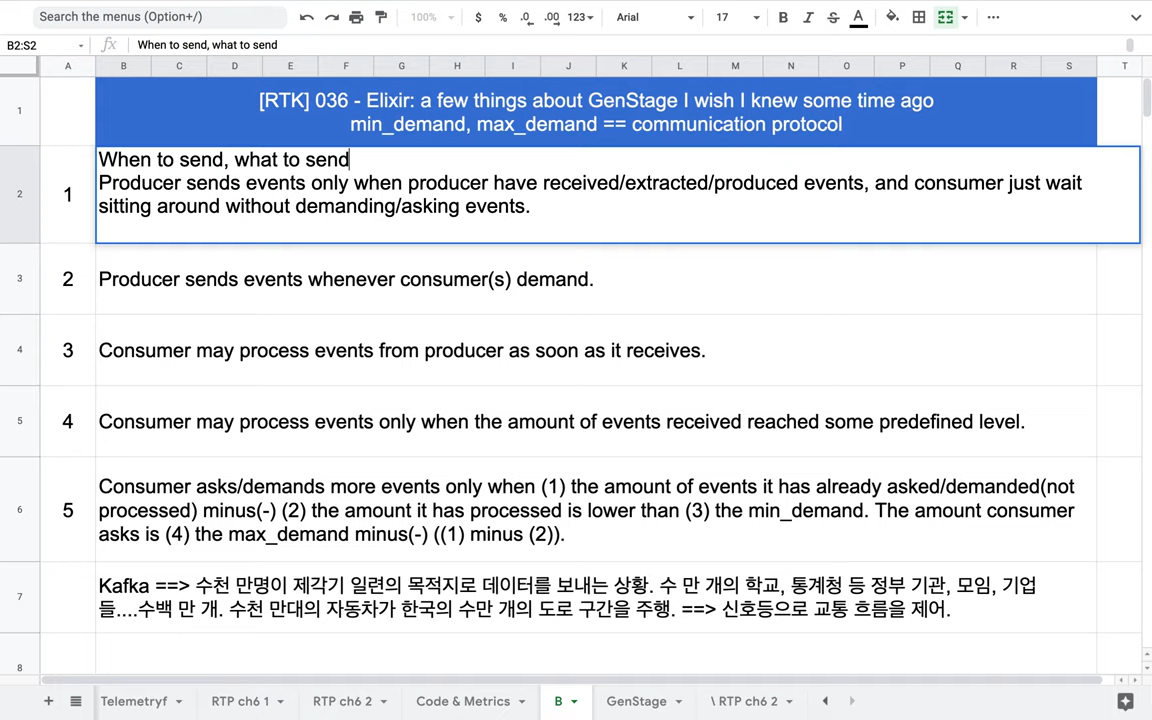 Search the menus (Option+/)
100%
$ % .0 .00 123
Arial
17
B I S A
B2:S2
fx
When to send, what to send
A B C D E F G H I J K L M N O P Q R S T
1
[RTK] 036 - Elixir: a few things about GenStage I wish I knew some time ago
min_demand, max_demand == communication protocol
2
1
When to send, what to send
Producer sends events only when producer have received/extracted/produced events, and consumer just wait
sitting around without demanding/asking events.
3
2
Producer sends events whenever consumer(s) demand.
4
3
Consumer may process events from producer as soon as it receives.
5
4
Consumer may process events only when the amount of events received reached some predefined level.
6
5
Consumer asks/demands more events only when (1) the amount of events it has already asked/demanded(not
processed) minus(-) (2) the amount it has processed is lower than (3) the min_demand. The amount consumer
asks is (4) the max_demand minus(-) ((1) minus (2)).
7
Kafka ==> 수천 만명이 제각기 일련의 목적지로 데이터를 보내는 상황. 수 만 개의 학교, 통계청 등 정부 기관, 모임, 기업
들....수백 만 개. 수천 만대의 자동차가 한국의 수만 개의 도로 구간을 주행. ==> 신호등으로 교통 흐름을 제어.
8
Telemetryf
RTP ch6 1
RTP ch6 2
Code & Metrics
B
GenStage
\ RTP ch6 2